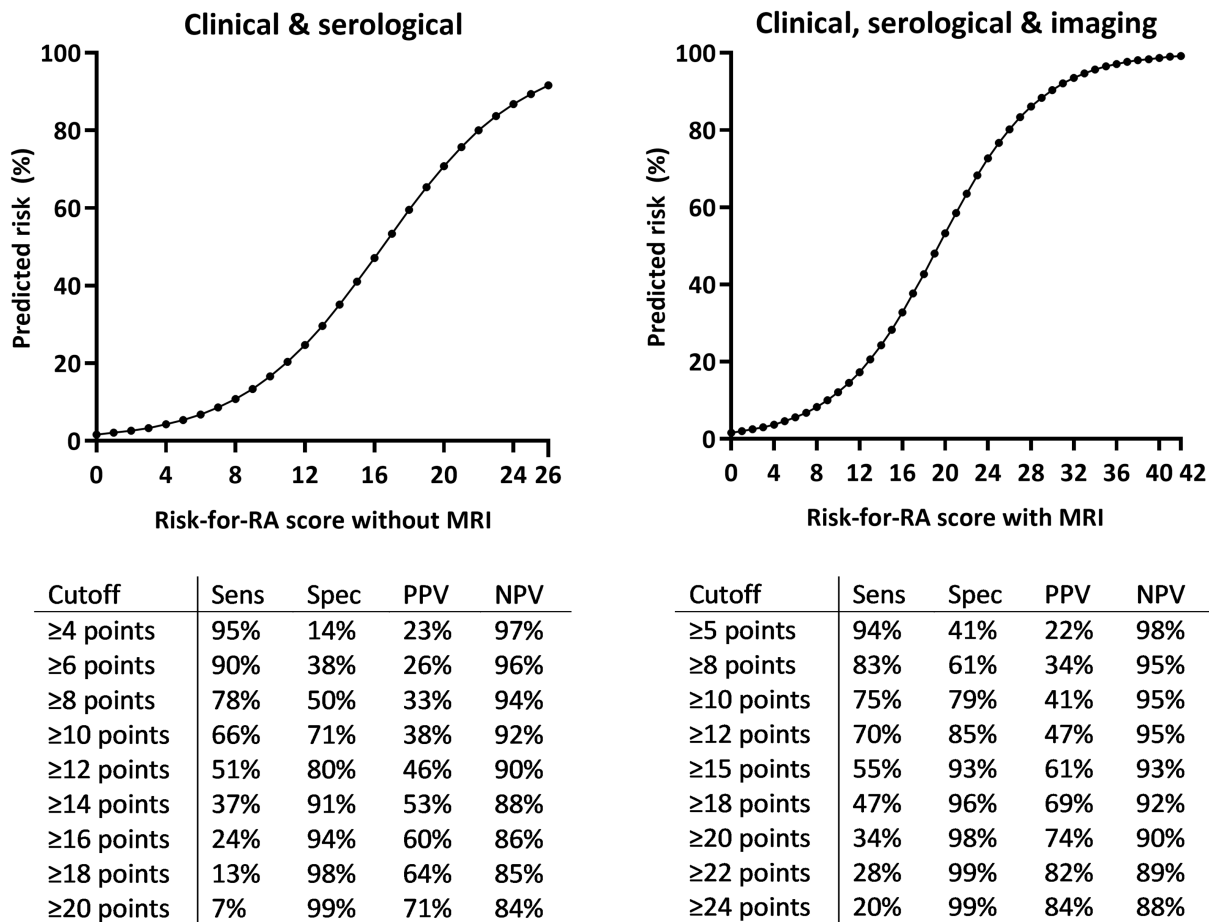 Clinical & serological
100
80
60
40
20
0
Predicted risk (%)
0 4 8 12 16 20 24 26
Risk-for-RA score without MRI
Cutoff Sens Spec PPV NPV
≥4 points 95% 14% 23% 97%
≥6 points 90% 38% 26% 96%
≥8 points 78% 50% 33% 94%
≥10 points 66% 71% 38% 92%
≥12 points 51% 80% 46% 90%
≥14 points 37% 91% 53% 88%
≥16 points 24% 94% 60% 86%
≥18 points 13% 98% 64% 85%
≥20 points 7% 99% 71% 84%
Clinical, serological & imaging
100
80
60
40
20
0
Predicted risk (%)
0 4 8 12 16 20 24 28 32 36 40 42
Risk-for-RA score with MRI
Cutoff Sens Spec PPV NPV
≥5 points 94% 41% 22% 98%
≥8 points 83% 61% 34% 95%
≥10 points 75% 79% 41% 95%
≥12 points 70% 85% 47% 95%
≥15 points 55% 93% 61% 93%
≥18 points 47% 96% 69% 92%
≥20 points 34% 98% 74% 90%
≥22 points 28% 99% 82% 89%
≥24 points 20% 99% 84% 88%